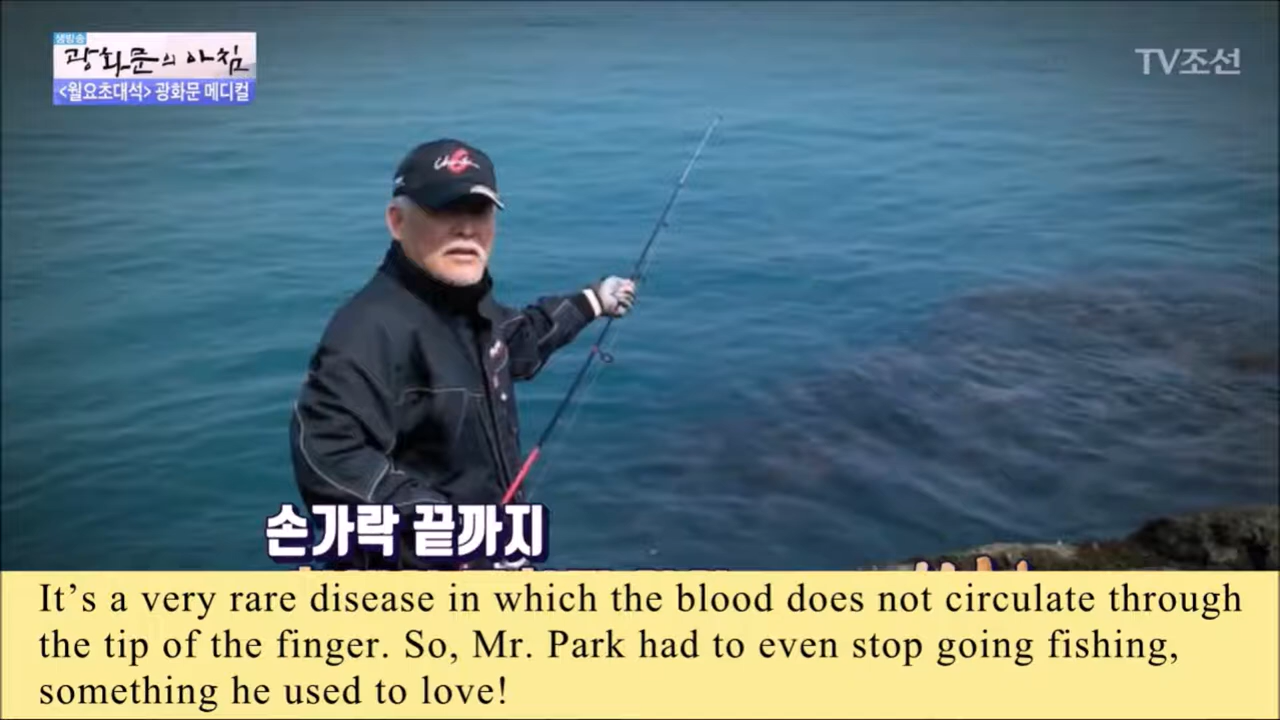 생방송
광화문의 아침
<월요초대석> 광화문 메디컬
TV조선
손가락 끝까지
It's a very rare disease in which the blood does not circulate through
the tip of the finger. So, Mr. Park had to even stop going fishing,
something he used to love!